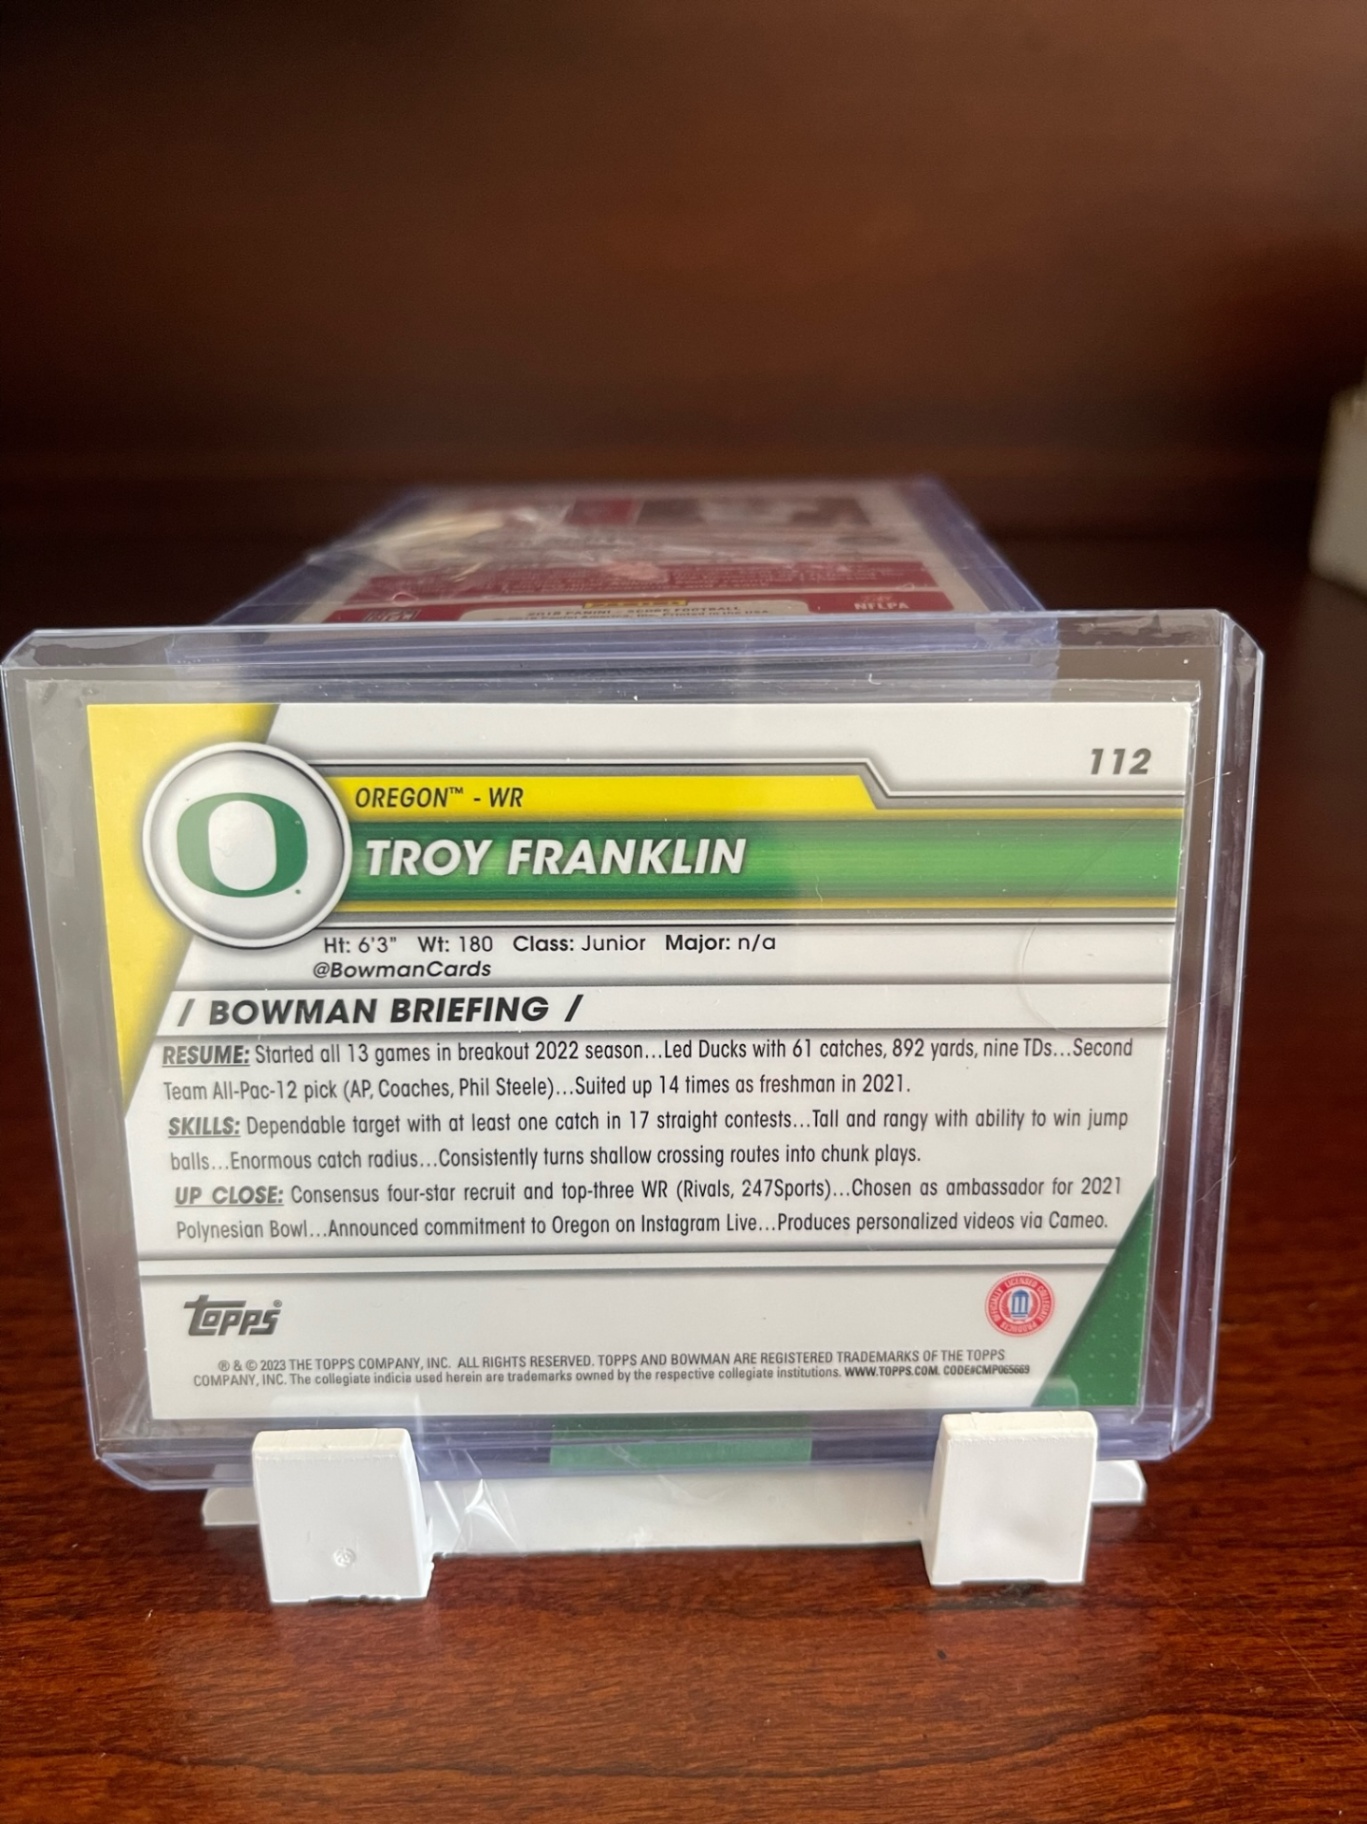 NFLPA
112
OREGON™ - WR
TROY FRANKLIN
Ht: 6'3" Wt: 180 Class: Junior Major: n/a
@BowmanCards
/ BOWMAN BRIEFING /
RESUME: Started all 13 games in breakout 2022 season...Led Ducks with 61 catches, 892 yards, nine TDs...Second
Team All-Pac-12 pick (AP, Coaches, Phil Steele)...Suited up 14 times as freshman in 2021.
SKILLS: Dependable target with at least one catch in 17 straight contests...Tall and rangy with ability to win jump
balls...Enormous catch radius...Consistently turns shallow crossing routes into chunk plays.
UP CLOSE: Consensus four-star recruit and top-three WR (Rivals, 247Sports)...Chosen as ambassador for 2021
Polynesian Bowl...Announced commitment to Oregon on Instagram Live...Produces personalized videos via Cameo.
topps®
OFFICIALLY LICENSED COLLEGIATE PRODUCTS
® & © 2023 THE TOPPS COMPANY, INC. ALL RIGHTS RESERVED. TOPPS AND BOWMAN ARE REGISTERED TRADEMARKS OF THE TOPPS
COMPANY, INC. The collegiate indicia used herein are trademarks owned by the respective collegiate institutions. WWW.TOPPS.COM. CODE#CMP065669